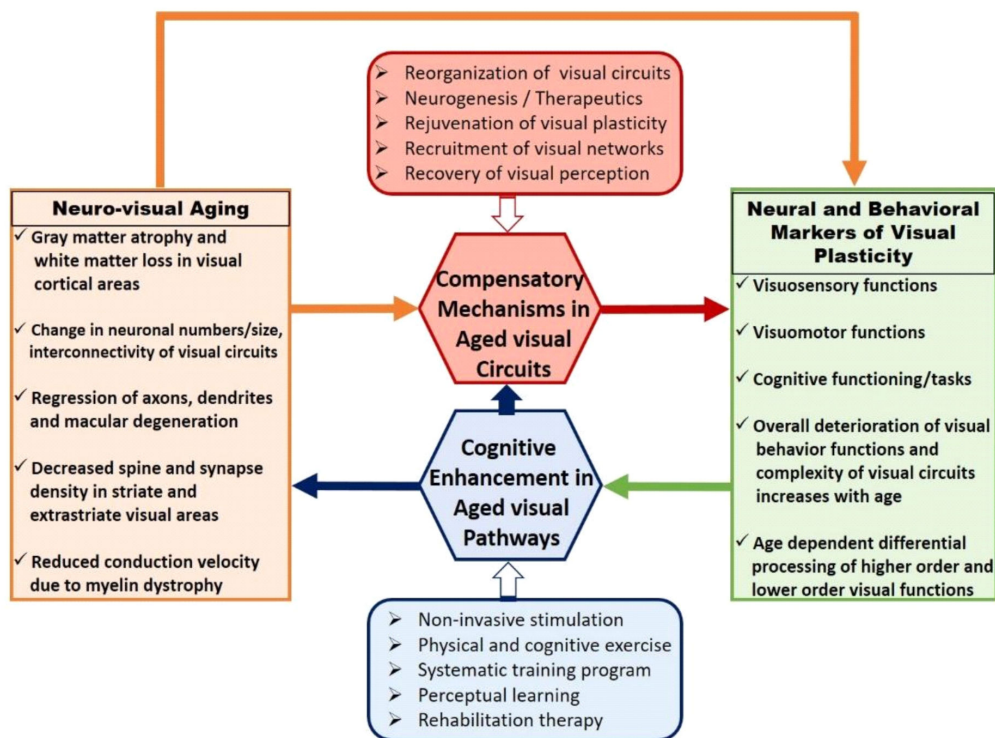 ➢ Reorganization of visual circuits
➢ Neurogenesis / Therapeutics
➢ Rejuvenation of visual plasticity
➢ Recruitment of visual networks
➢ Recovery of visual perception
Neuro-visual Aging
✓ Gray matter atrophy and
white matter loss in visual
cortical areas
✓ Change in neuronal numbers/size,
interconnectivity of visual circuits
✓ Regression of axons, dendrites
and macular degeneration
✓ Decreased spine and synapse
density in striate and
extrastriate visual areas
✓ Reduced conduction velocity
due to myelin dystrophy
Compensatory
Mechanisms in
Aged visual
Circuits
Cognitive
Enhancement in
Aged visual
Pathways
Neural and Behavioral
Markers of Visual
Plasticity
✓ Visuosensory functions
✓ Visuomotor functions
✓ Cognitive functioning/tasks
✓ Overall deterioration of visual
behavior functions and
complexity of visual circuits
increases with age
✓ Age dependent differential
processing of higher order and
lower order visual functions
➢ Non-invasive stimulation
➢ Physical and cognitive exercise
➢ Systematic training program
➢ Perceptual learning
➢ Rehabilitation therapy